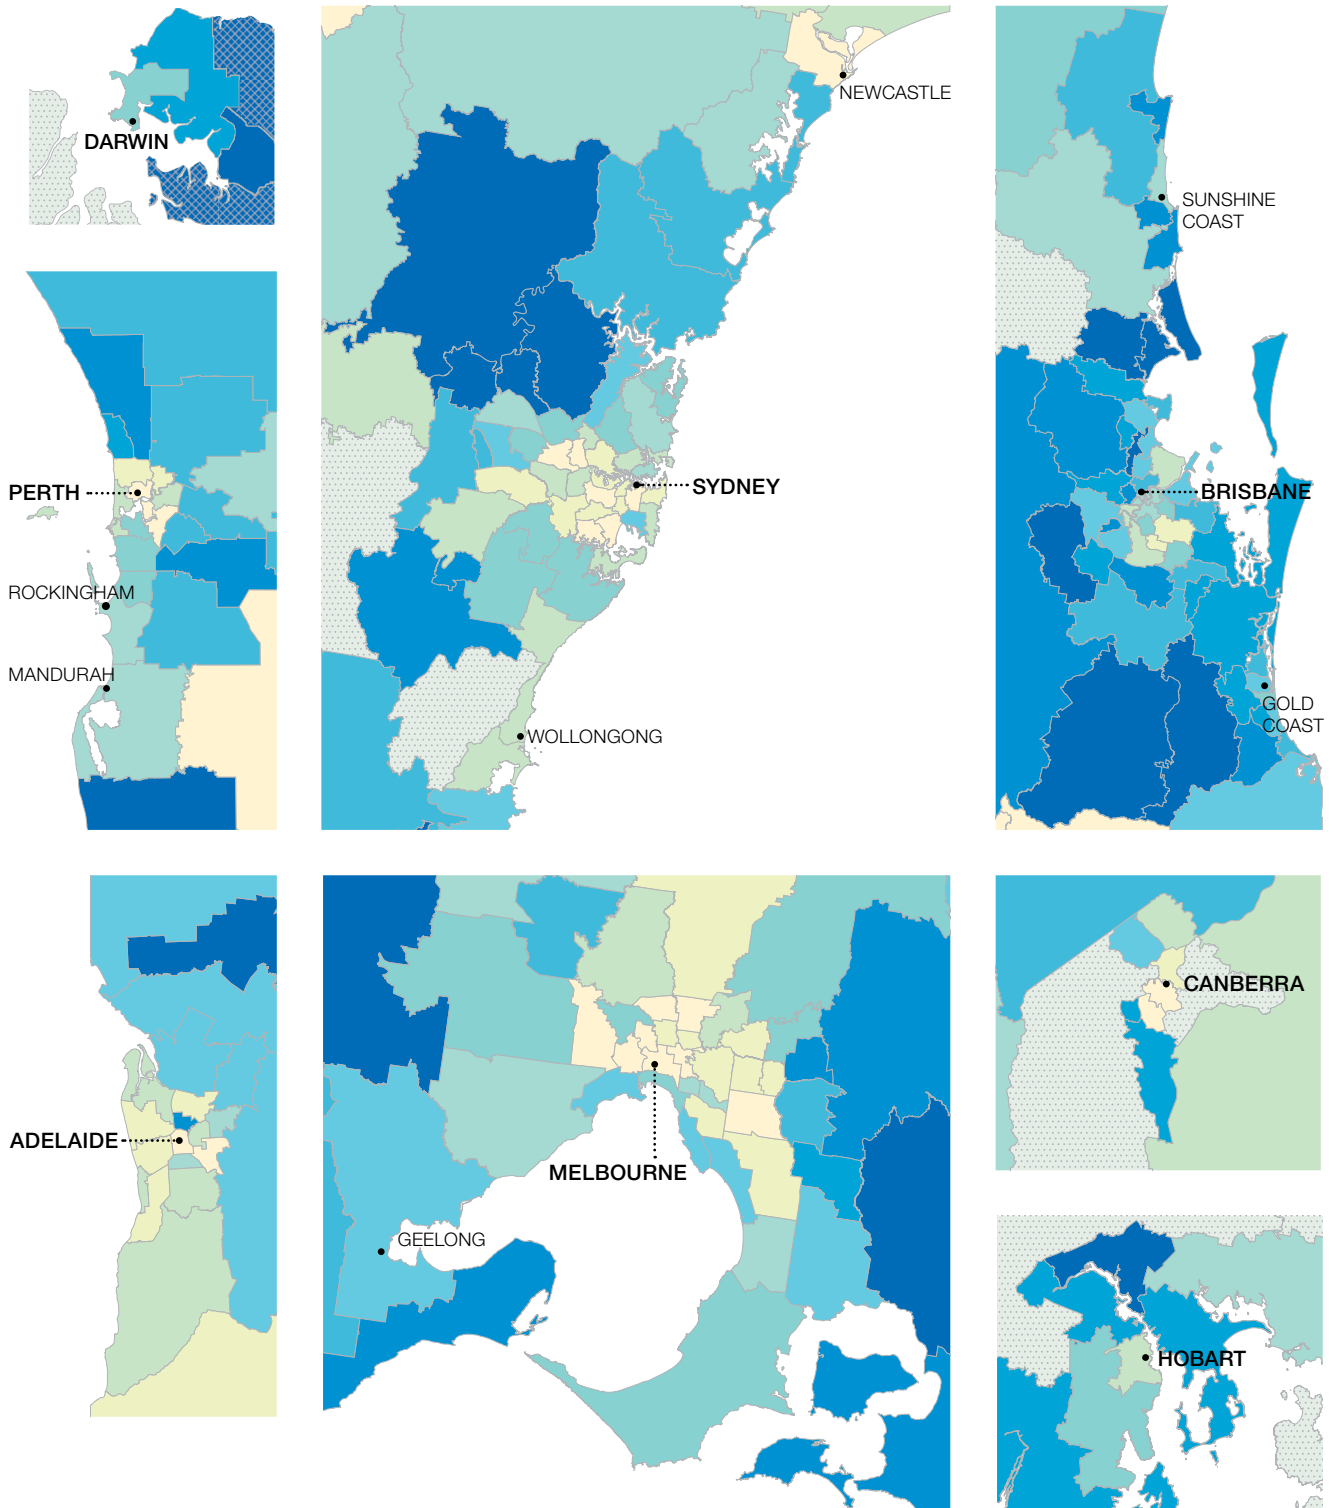 DARWIN
NEWCASTLE
SUNSHINE
COAST
PERTH
SYDNEY
BRISBANE
ROCKINGHAM
MANDURAH
WOLLONGONG
GOLD
COAST
CANBERRA
ADELAIDE
MELBOURNE
GEELONG
HOBART